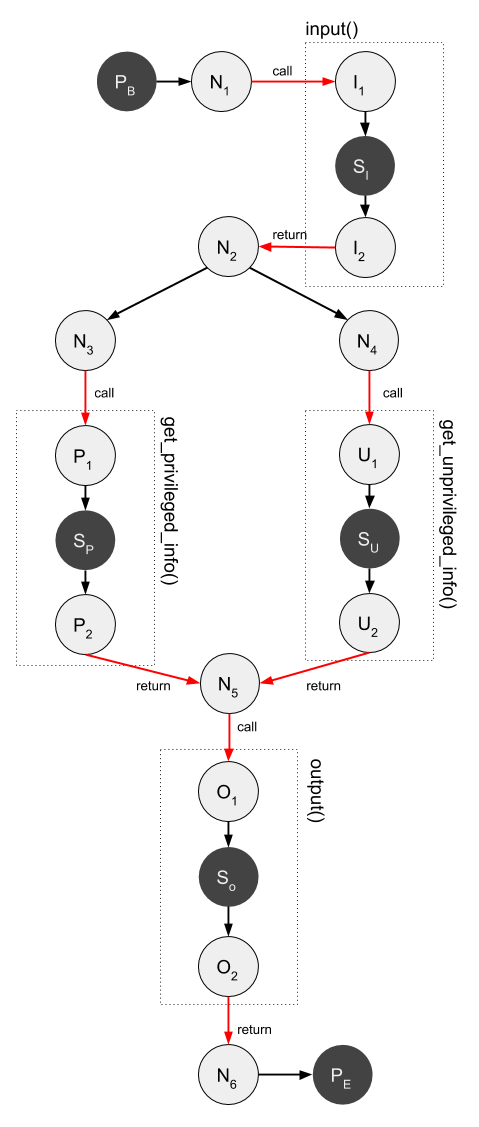 input()
P_B
N_1
call
I_1
S_I
N_2
return
I_2
N_3
N_4
call
call
get_privileged_info()
get_unprivileged_info()
P_1
U_1
S_P
S_U
P_2
U_2
return
N_5
return
call
output()
O_1
S_o
O_2
return
N_6
P_E